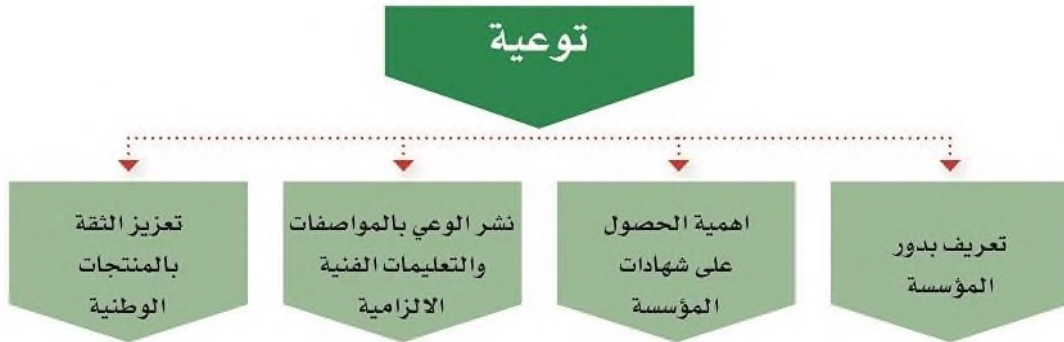 توعية
تعريف بدور
المؤسسة
اهمية الحصول
على شهادات
المؤسسة
نشر الوعي بالمواصفات
والتعليمات الفنية
الالزامية
تعزيز الثقة
بالمنتجات
الوطنية